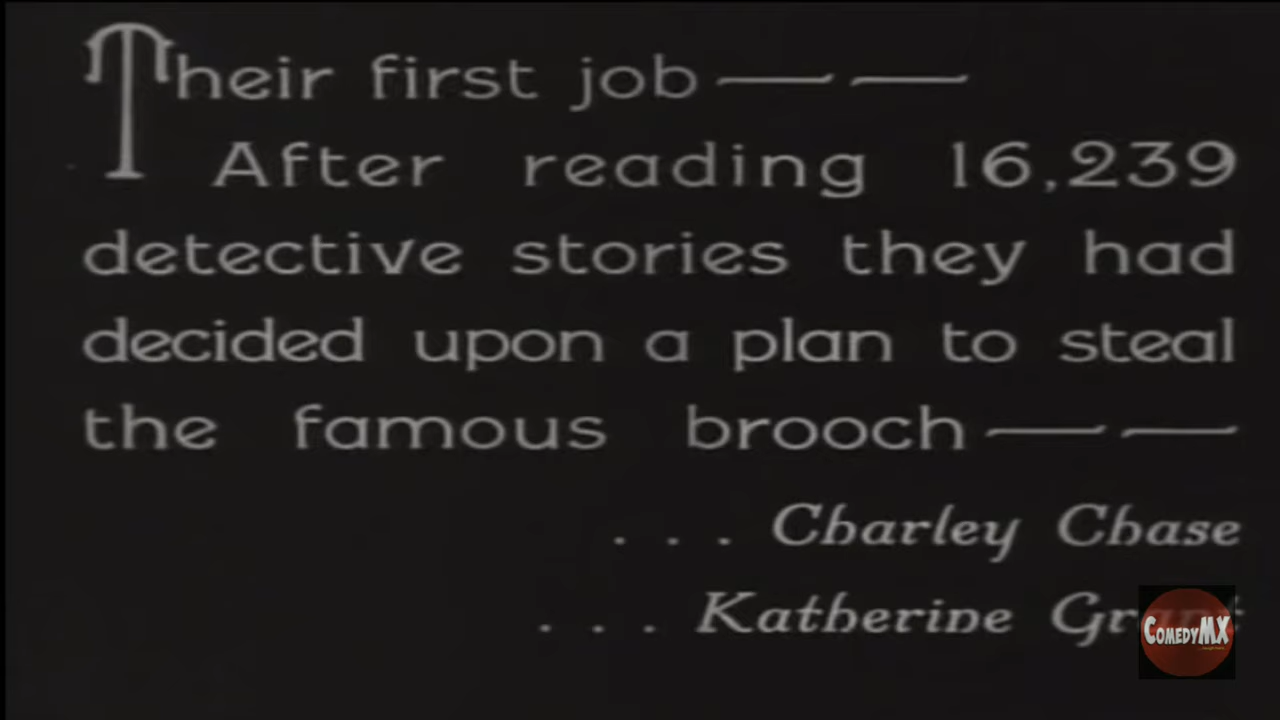 Their first job — —
After reading 16,239
detective stories they had
decided upon a plan to steal
the famous brooch — —
. . . Charley Chase
. . . Katherine Grant
COMEDYMX